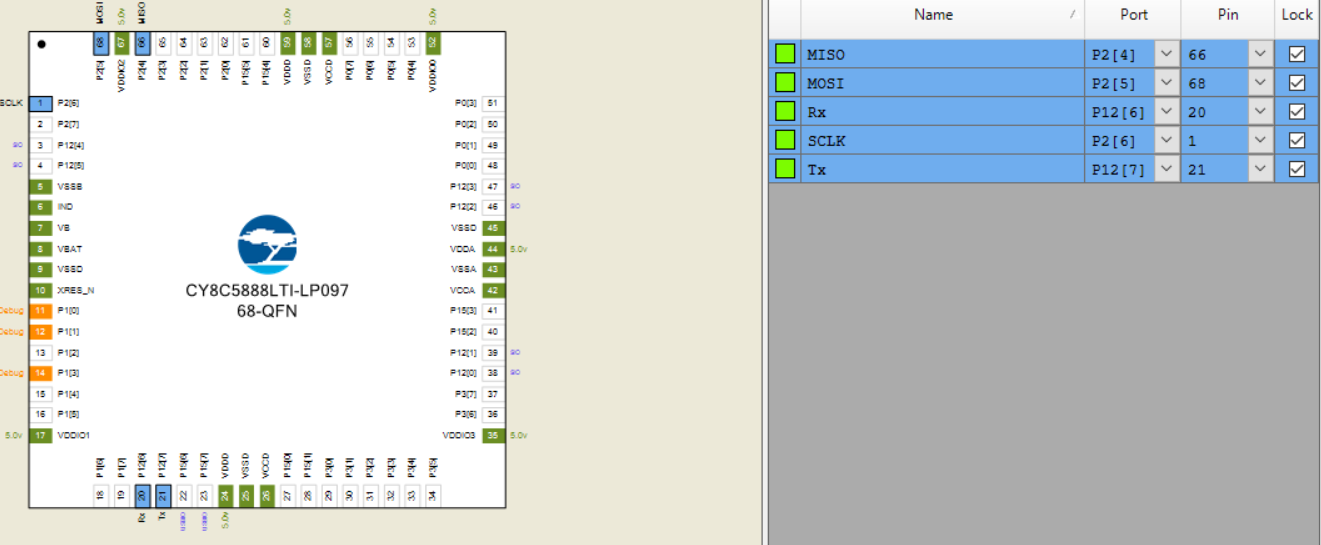 MOSI 5.0v MISO 5.0v 5.0v
68 67 66 65 64 63 62 61 60 59 58 57 56 55 54 53 52
P2[5] VDDIO2 P2[4] P2[3] P2[2] P2[1] P2[0] P15[5] P15[4] VDDD VSSD VCCD P0[7] P0[6] P0[5] P0[4] VDDIO0
SCLK 1 P2[6] P0[3] 51
2 P2[7] P0[2] 50
3 P12[4] P0[1] 49
4 P12[5] P0[0] 48
5 VSSB P12[3] 47
6 IND P12[2] 46
7 VB VSSD 45
8 VBAT VDDA 44 5.0v
9 VSSD VSSA 43
10 XRES_N VCCA 42
Debug 11 P1[0] P15[3] 41
Debug 12 P1[1] P15[2] 40
13 P1[2] P12[1] 39
Debug 14 P1[3] P12[0] 38
15 P1[4] P3[7] 37
16 P1[5] P3[6] 36
5.0v 17 VDDIO1 VDDIO3 35 5.0v
CY8C5888LTI-LP097
68-QFN
P1[6] P1[7] P12[6] P12[7] P15[6] P15[7] VDDD VSSD VCCD P15[0] P15[1] P3[0] P3[1] P3[2] P3[3] P3[4] P3[5]
18 19 20 21 22 23 24 25 26 27 28 29 30 31 32 33 34
Rx Tx 5.0v
Name / Port Pin Lock
MISO P2[4] 66
MOSI P2[5] 68
Rx P12[6] 20
SCLK P2[6] 1
Tx P12[7] 21